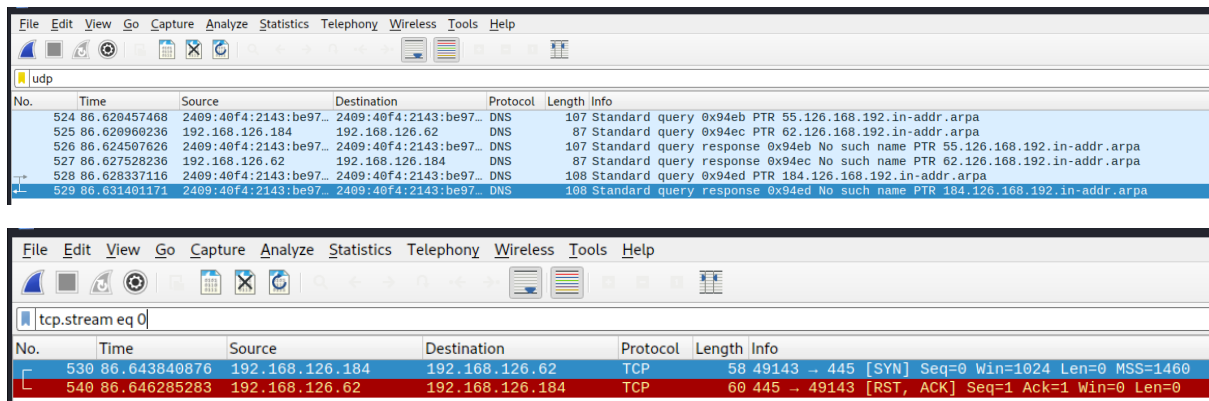 File Edit View Go Capture Analyze Statistics Telephony Wireless Tools Help
udp
No. Time Source Destination Protocol Length Info
524 86.620457468 2409:40f4:2143:be97… 2409:40f4:2143:be97… DNS 107 Standard query 0x94eb PTR 55.126.168.192.in-addr.arpa
525 86.620960236 192.168.126.184 192.168.126.62 DNS 87 Standard query 0x94ec PTR 62.126.168.192.in-addr.arpa
526 86.624507626 2409:40f4:2143:be97… 2409:40f4:2143:be97… DNS 107 Standard query response 0x94eb No such name PTR 55.126.168.192.in-addr.arpa
527 86.627528236 192.168.126.62 192.168.126.184 DNS 87 Standard query response 0x94ec No such name PTR 62.126.168.192.in-addr.arpa
528 86.628337116 2409:40f4:2143:be97… 2409:40f4:2143:be97… DNS 108 Standard query 0x94ed PTR 184.126.168.192.in-addr.arpa
529 86.631401171 2409:40f4:2143:be97… 2409:40f4:2143:be97… DNS 108 Standard query response 0x94ed No such name PTR 184.126.168.192.in-addr.arpa
File Edit View Go Capture Analyze Statistics Telephony Wireless Tools Help
tcp.stream eq 0
No. Time Source Destination Protocol Length Info
530 86.643840876 192.168.126.184 192.168.126.62 TCP 58 49143 → 445 [SYN] Seq=0 Win=1024 Len=0 MSS=1460
540 86.646285283 192.168.126.62 192.168.126.184 TCP 60 445 → 49143 [RST, ACK] Seq=1 Ack=1 Win=0 Len=0